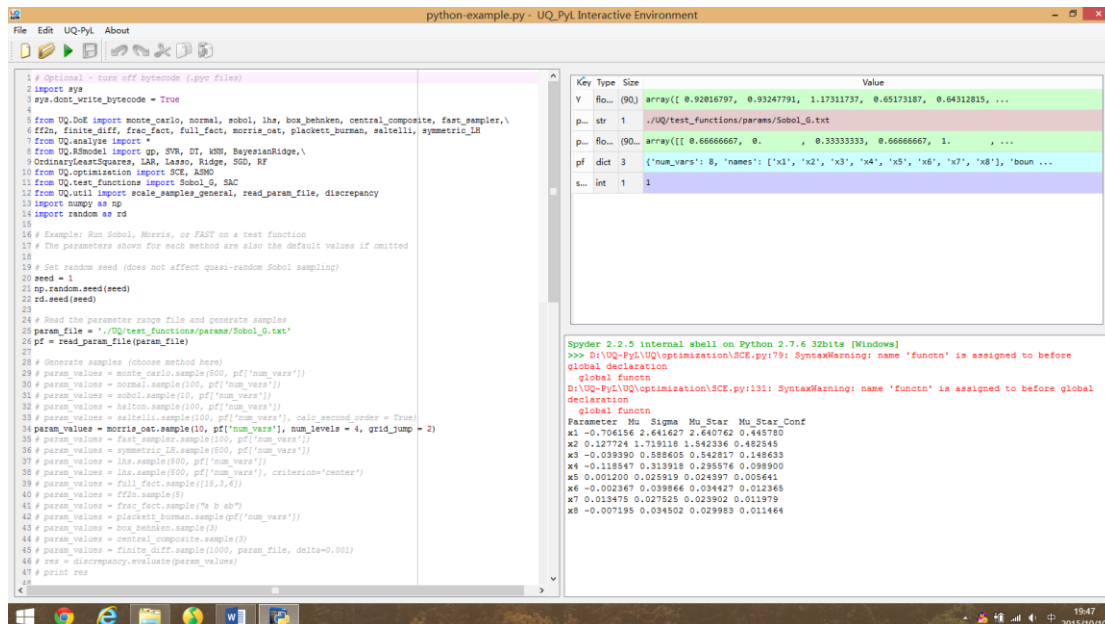 python-example.py - UQ_PyL Interactive Environment
File Edit UQ-PyL About
1 # Optional - turn off bytecode (.pyc files)
2 import sys
3 sys.dont_write_bytecode = True
4
5 from UQ.DoE import monte_carlo, normal, sobol, lhs, box_behnken, central_composite, fast_sampler,\
6 ff2n, finite_diff, frac_fact, full_fact, morris_oat, plackett_burman, saltelli, symmetric_LH
7 from UQ.analyze import *
8 from UQ.RSmodel import gp, SVR, DT, kNN, BayesianRidge,\
9 OrdinaryLeastSquares, LAR, Lasso, Ridge, SGD, RF
10 from UQ.optimization import SCE, ASMO
11 from UQ.test_functions import Sobol_G, SAC
12 from UQ.util import scale_samples_general, read_param_file, discrepancy
13 import numpy as np
14 import random as rd
15
16 # Example: Run Sobol, Morris, or FAST on a test function
17 # The parameters shown for each method are also the default values if omitted
18
19 # Set random seed (does not affect quasi-random Sobol sampling)
20 seed = 1
21 np.random.seed(seed)
22 rd.seed(seed)
23
24 # Read the parameter range file and generate samples
25 param_file = './UQ/test_functions/params/Sobol_G.txt'
26 pf = read_param_file(param_file)
27
28 # Generate samples (choose method here)
29 # param_values = monte_carlo.sample(500, pf['num_vars'])
30 # param_values = normal.sample(100, pf['num_vars'])
31 # param_values = sobol.sample(10, pf['num_vars'])
32 # param_values = halton.sample(100, pf['num_vars'])
33 # param_values = saltelli.sample(100, pf['num_vars'], calc_second_order = True)
34 param_values = morris_oat.sample(10, pf['num_vars'], num_levels = 4, grid_jump = 2)
35 # param_values = fast_sampler.sample(100, pf['num_vars'])
36 # param_values = symmetric_LH.sample(500, pf['num_vars'])
37 # param_values = lhs.sample(900, pf['num_vars'])
38 # param_values = lhs.sample(500, pf['num_vars'], criterion='center')
39 # param_values = full_fact.sample([15,3,6])
40 # param_values = ff2n.sample(5)
41 # param_values = frac_fact.sample("a b ab")
42 # param_values = plackett_burman.sample(pf['num_vars'])
43 # param_values = box_behnken.sample(3)
44 # param_values = central_composite.sample(3)
45 # param_values = finite_diff.sample(1000, param_file, delta=0.001)
46 # res = discrepancy.evaluate(param_values)
47 # print res
48
Key Type Size Value
Y flo... (90,) array([ 0.92016797, 0.93247791, 1.17311737, 0.65173187, 0.64312815, ...
p... str 1 ./UQ/test_functions/params/Sobol_G.txt
p... flo... (90... array([[ 0.66666667, 0. , 0.33333333, 0.66666667, 1. , ...
pf dict 3 {'num_vars': 8, 'names': ['x1', 'x2', 'x3', 'x4', 'x5', 'x6', 'x7', 'x8'], 'boun ...
s... int 1 1
Spyder 2.2.5 internal shell on Python 2.7.6 32bits [Windows]
>>> D:\UQ-PyL\UQ\optimization\SCE.py:79: SyntaxWarning: name 'functn' is assigned to before
global declaration
global functn
D:\UQ-PyL\UQ\optimization\SCE.py:131: SyntaxWarning: name 'functn' is assigned to before global
declaration
global functn
Parameter Mu Sigma Mu_Star Mu_Star_Conf
x1 -0.706156 2.641627 2.640762 0.445780
x2 0.127724 1.719118 1.542336 0.482545
x3 -0.039390 0.588605 0.542817 0.148633
x4 -0.118547 0.313918 0.295576 0.098900
x5 0.001200 0.025919 0.024397 0.005641
x6 -0.002367 0.039866 0.034427 0.012365
x7 0.013475 0.027525 0.023902 0.011979
x8 -0.007195 0.034502 0.029983 0.011464
中
19:47